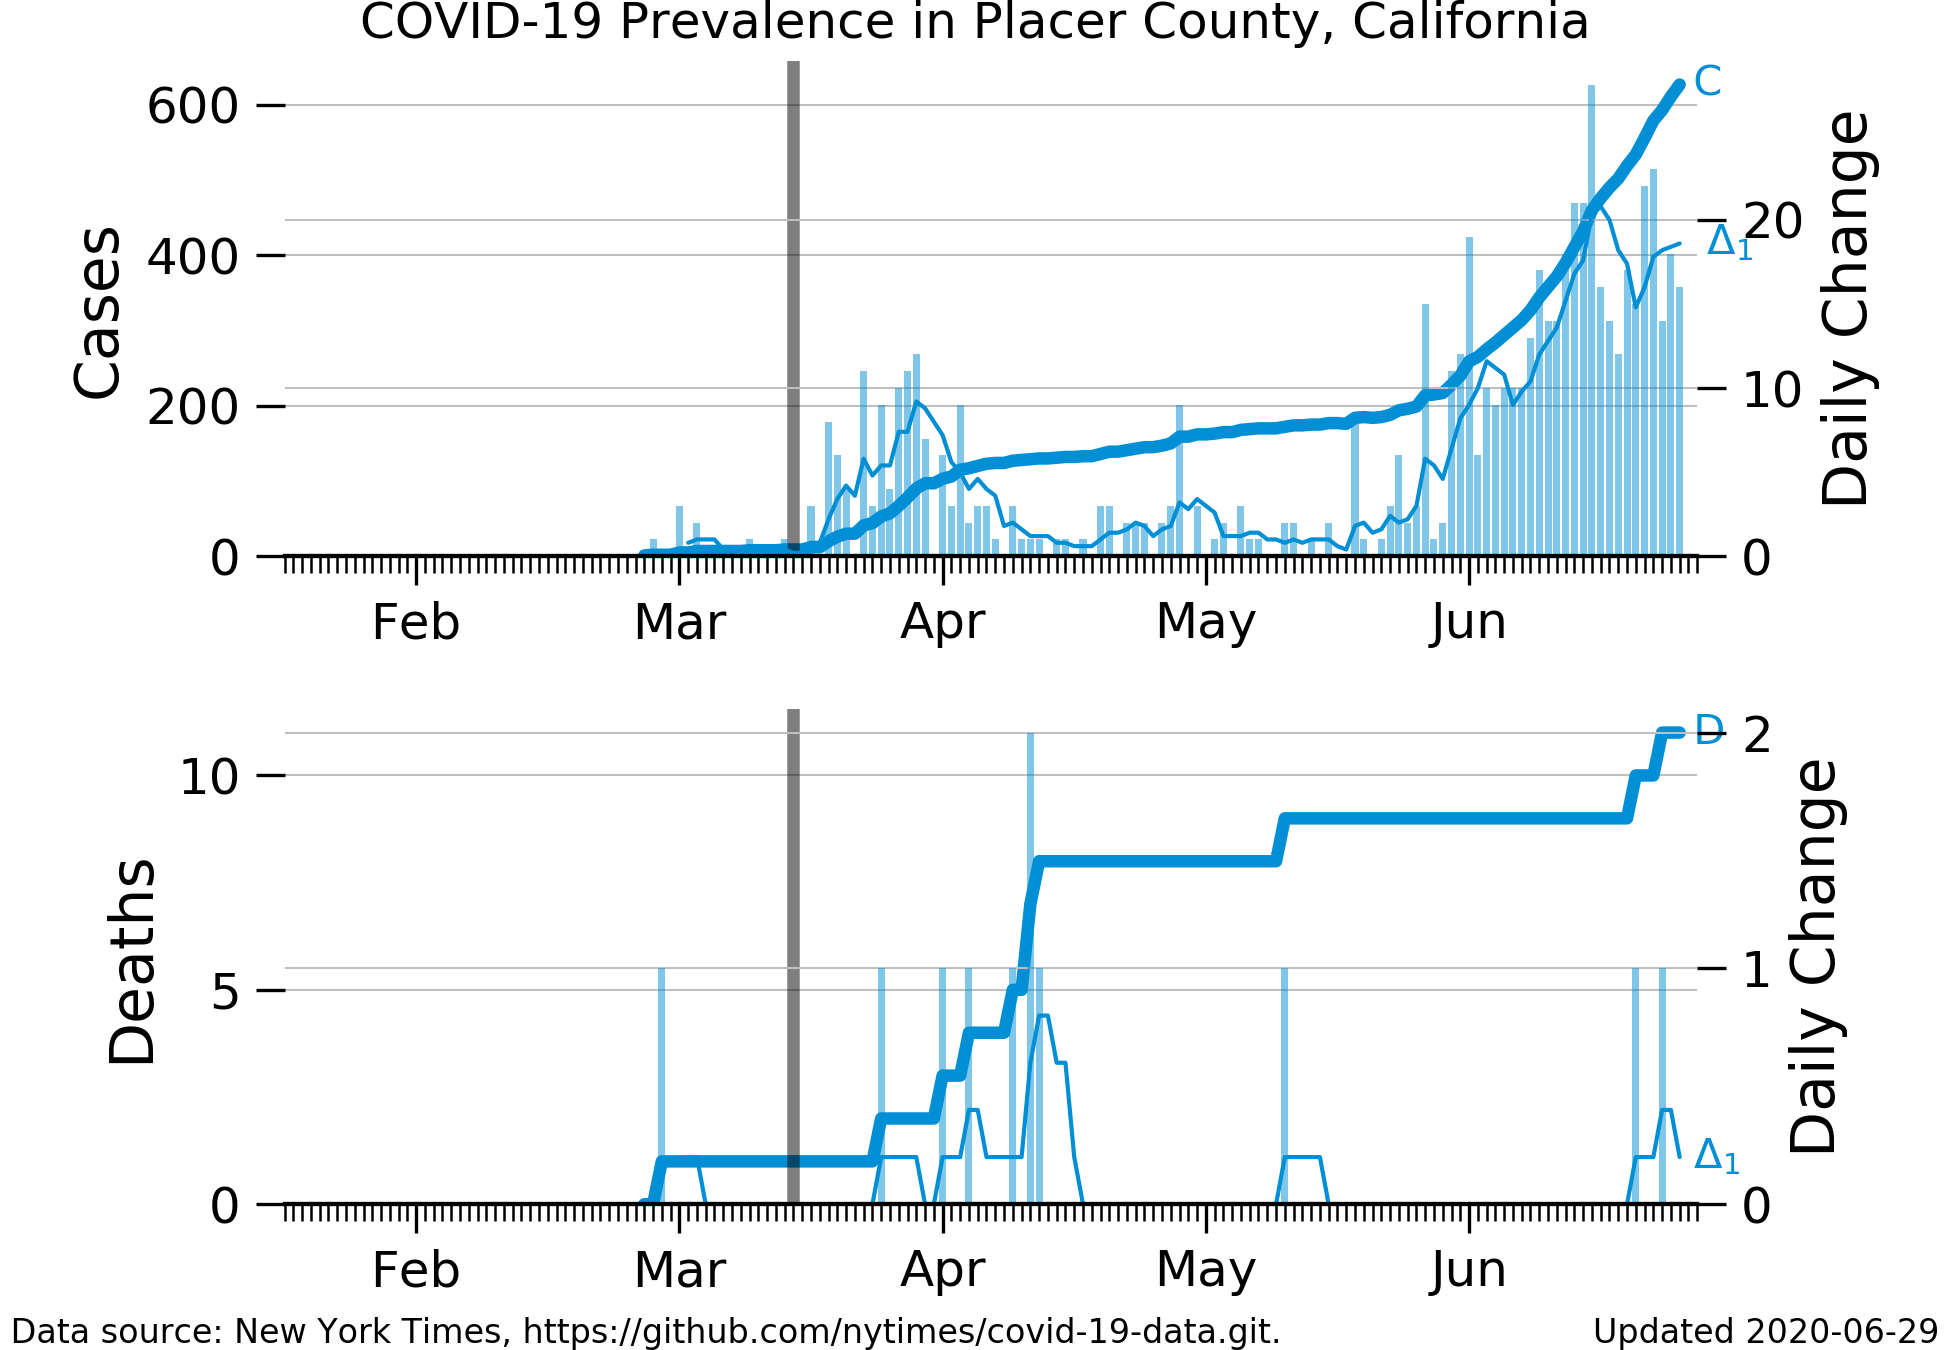 COVID-19 Prevalence in Placer County, California
Cases
600
400
200
0
C
Δ1
20
10
0
Daily Change
Feb Mar Apr May Jun
Deaths
10
5
0
D
Δ1
2
1
0
Daily Change
Feb Mar Apr May Jun
Data source: New York Times, https://github.com/nytimes/covid-19-data.git. Updated 2020-06-29